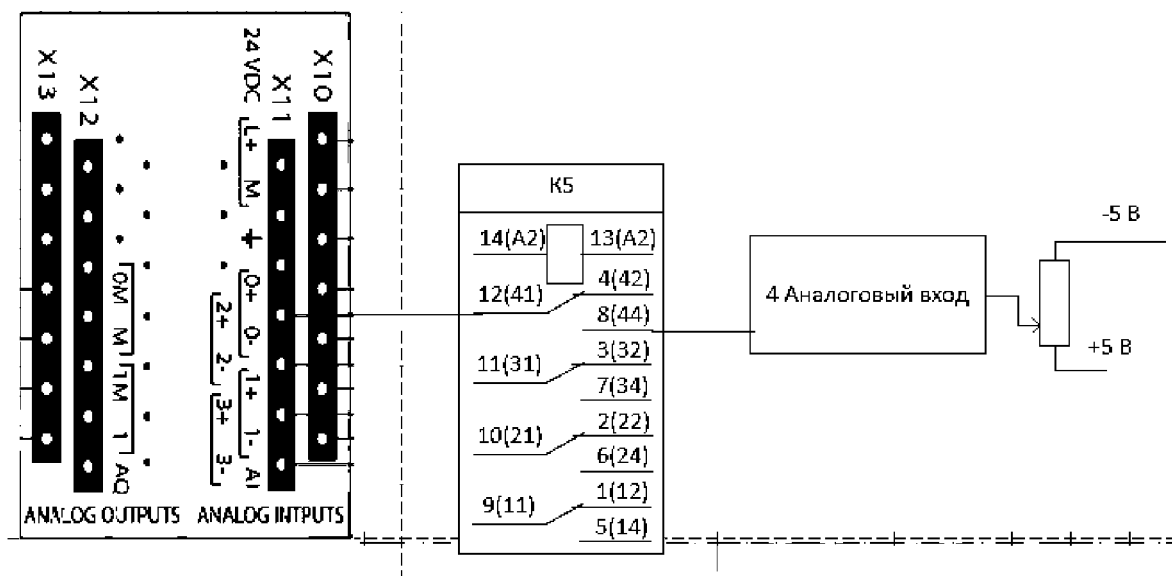 X13
X12
24 VDC
X11
X10
L+
M
0M
M
1M
1
AQ
0+
0-
1+
1-
AI
2+
2-
3+
3-
ANALOG OUTPUTS
ANALOG INTPUTS
K5
14(A2)
13(A2)
4(42)
12(41)
8(44)
3(32)
11(31)
7(34)
2(22)
10(21)
6(24)
1(12)
9(11)
5(14)
4 Аналоговый вход
-5 В
+5 В